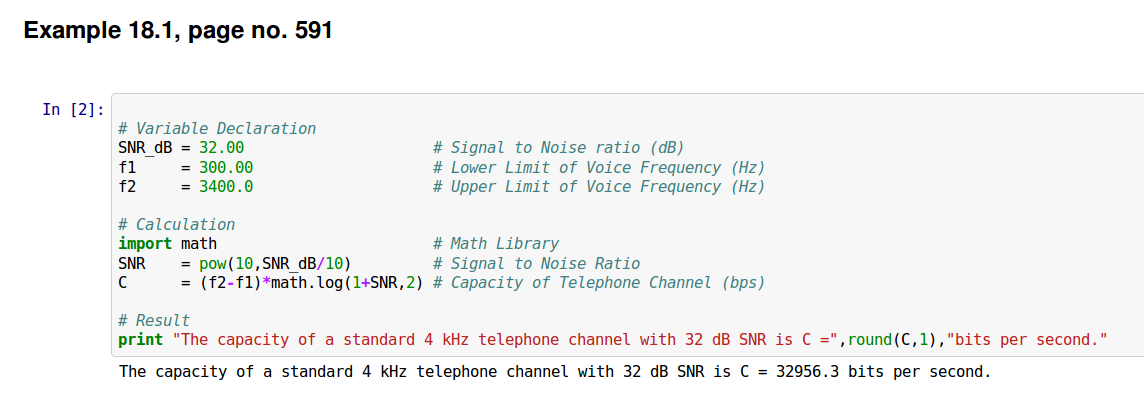 Example 18.1, page no. 591
In [2]:
# Variable Declaration
SNR_dB = 32.00 # Signal to Noise ratio (dB)
f1 = 300.00 # Lower Limit of Voice Frequency (Hz)
f2 = 3400.0 # Upper Limit of Voice Frequency (Hz)
# Calculation
import math # Math Library
SNR = pow(10,SNR_dB/10) # Signal to Noise Ratio
C = (f2-f1)*math.log(1+SNR,2) # Capacity of Telephone Channel (bps)
# Result
print "The capacity of a standard 4 kHz telephone channel with 32 dB SNR is C =",round(C,1),"bits per second."
The capacity of a standard 4 kHz telephone channel with 32 dB SNR is C = 32956.3 bits per second.